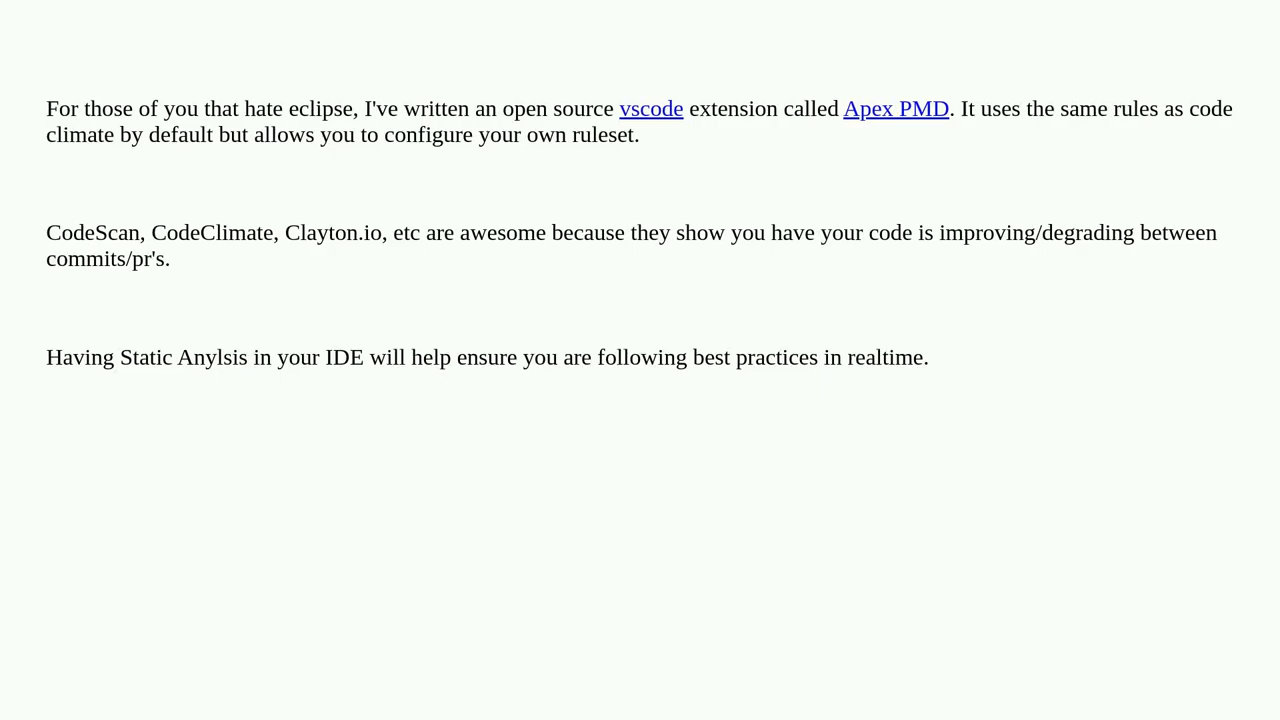 For those of you that hate eclipse, I've written an open source vscode extension called Apex PMD. It uses the same rules as code
climate by default but allows you to configure your own ruleset.
CodeScan, CodeClimate, Clayton.io, etc are awesome because they show you have your code is improving/degrading between
commits/pr's.
Having Static Anylsis in your IDE will help ensure you are following best practices in realtime.